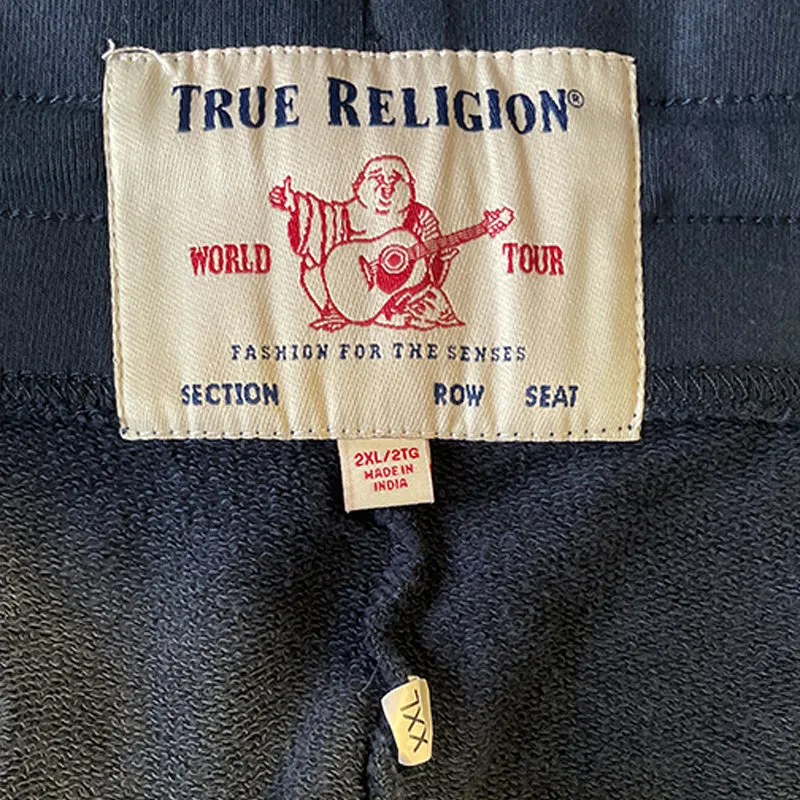 TRUE RELIGION®
WORLD TOUR
FASHION FOR THE SENSES
SECTION ROW SEAT
2XL/2TG
MADE IN
INDIA
XXL